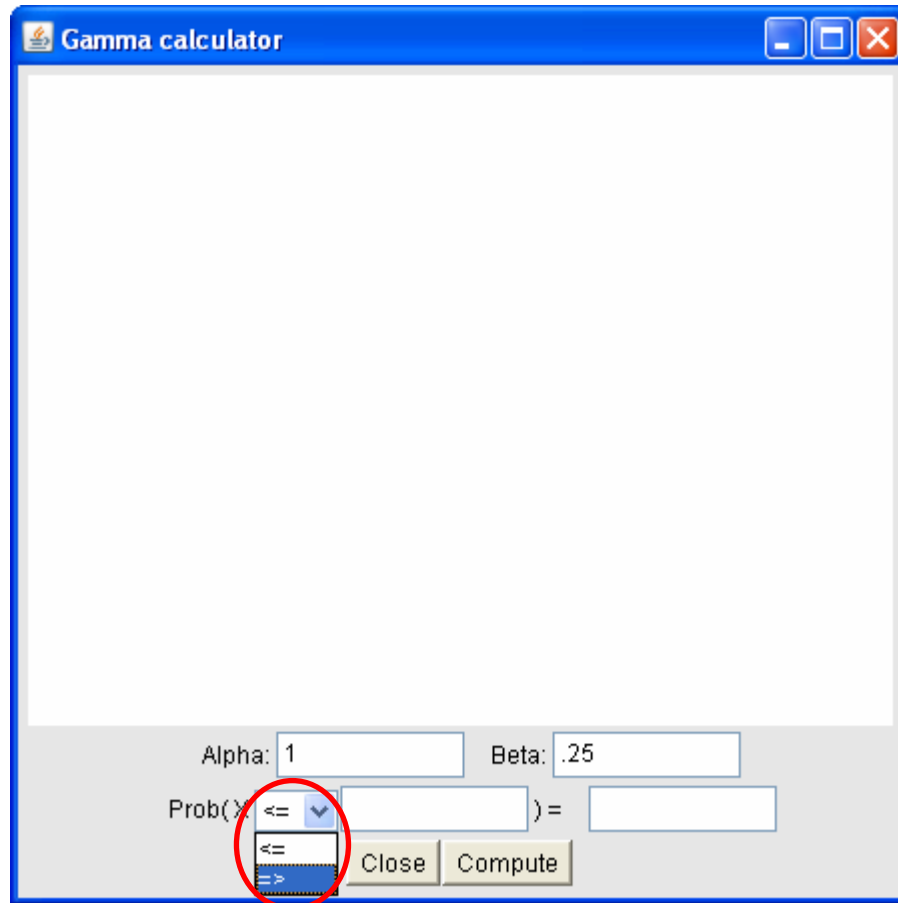 Gamma calculator
Alpha: 1 Beta: .25
Prob( X <= ) =
<=
=>
Close Compute